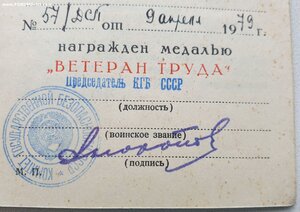 № 57/ДСП от 9 апреля 1979
награжден медалью
„ВЕТЕРАН ТРУДА“
Председатель КГБ СССР
(должность)
(воинское звание)
М. П.
(подпись)